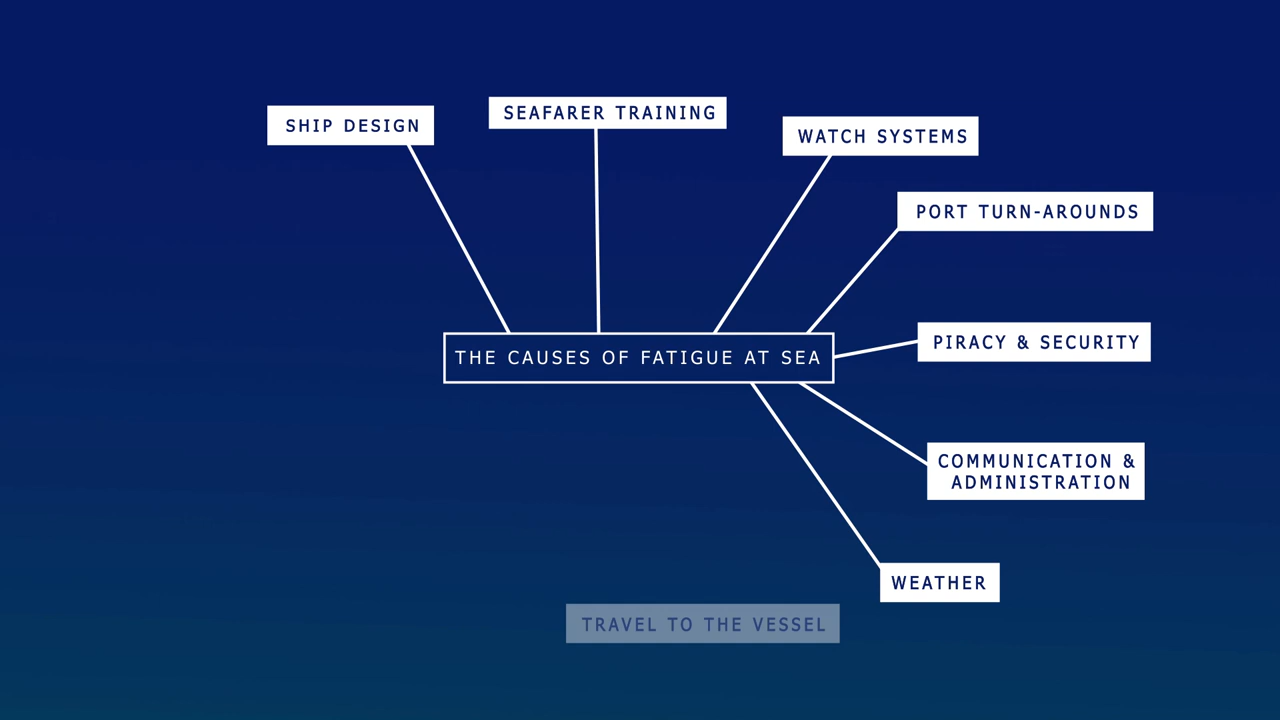 SHIP DESIGN
SEAFARER TRAINING
WATCH SYSTEMS
PORT TURN-AROUNDS
THE CAUSES OF FATIGUE AT SEA
PIRACY & SECURITY
COMMUNICATION &
ADMINISTRATION
WEATHER
TRAVEL TO THE VESSEL